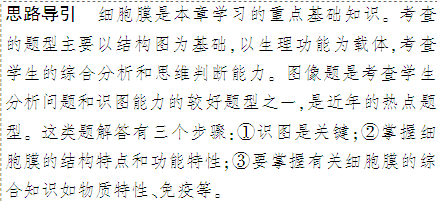 思路导引　细胞膜是本章学习的重点基础知识。考查
的题型主要以结构图为基础,以生理功能为载体,考查
学生的综合分析和思维判断能力。图像题是考查学生
分析问题和识图能力的较好题型之一,是近年的热点题
型。这类题解答有三个步骤:①识图是关键;②掌握细
胞膜的结构特点和功能特性;③要掌握有关细胞膜的综
合知识如物质特性、免疫等。